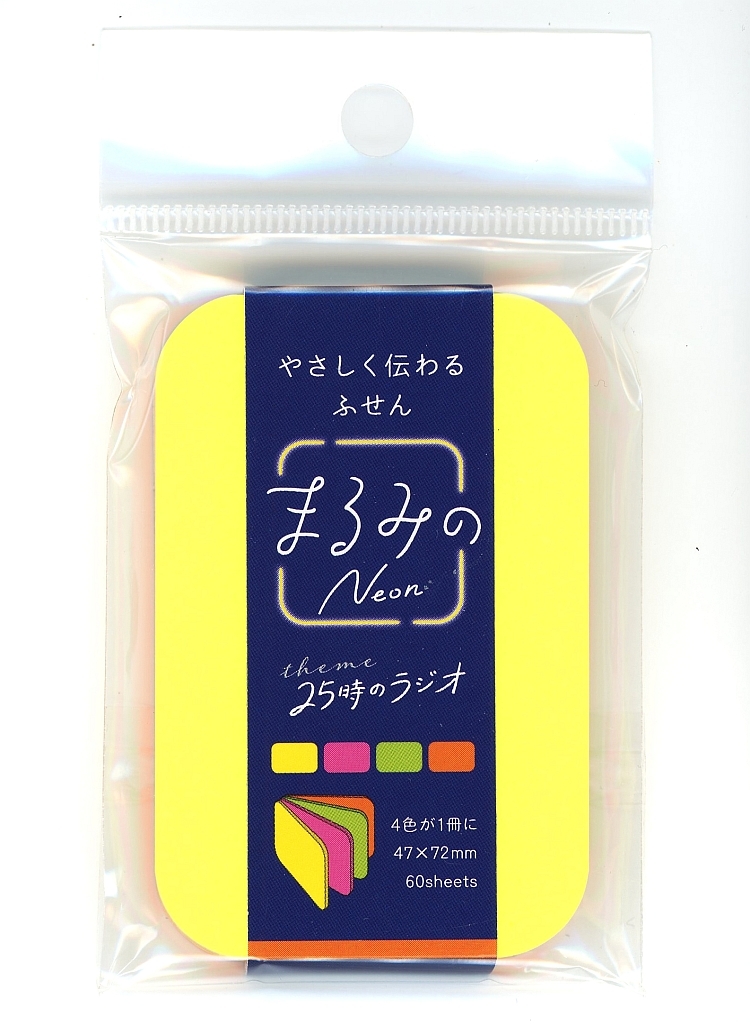 やさしく伝わる
ふせん
まるみの
Neon
theme
25時のラジオ
4色が1冊に
47×72mm
60sheets